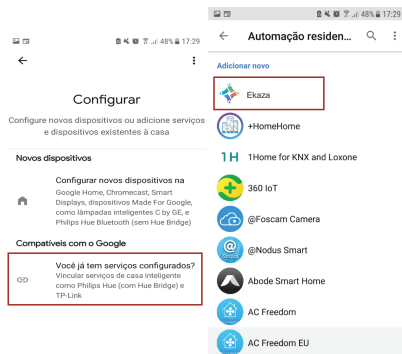 48% 17:29
Configurar
Configure novos dispositivos ou adicione serviços
e dispositivos existentes à casa
Novos dispositivos
Configurar novos dispositivos na
Google Home, Chromecast, Smart
Displays, dispositivos Made For Google,
como lâmpadas inteligentes C by GE, e
Philips Hue Bluetooth (sem Hue Bridge)
Compatíveis com o Google
Você já tem serviços configurados?
Vincular serviços de casa inteligente
como Philips Hue (com Hue Bridge) e
TP-Link
48% 17:29
Automação residen...
Adicionar novo
Ekaza
+HomeHome
1H 1Home for KNX and Loxone
360 IoT
@Foscam Camera
@Nodus Smart
Abode Smart Home
AC Freedom
AC Freedom EU